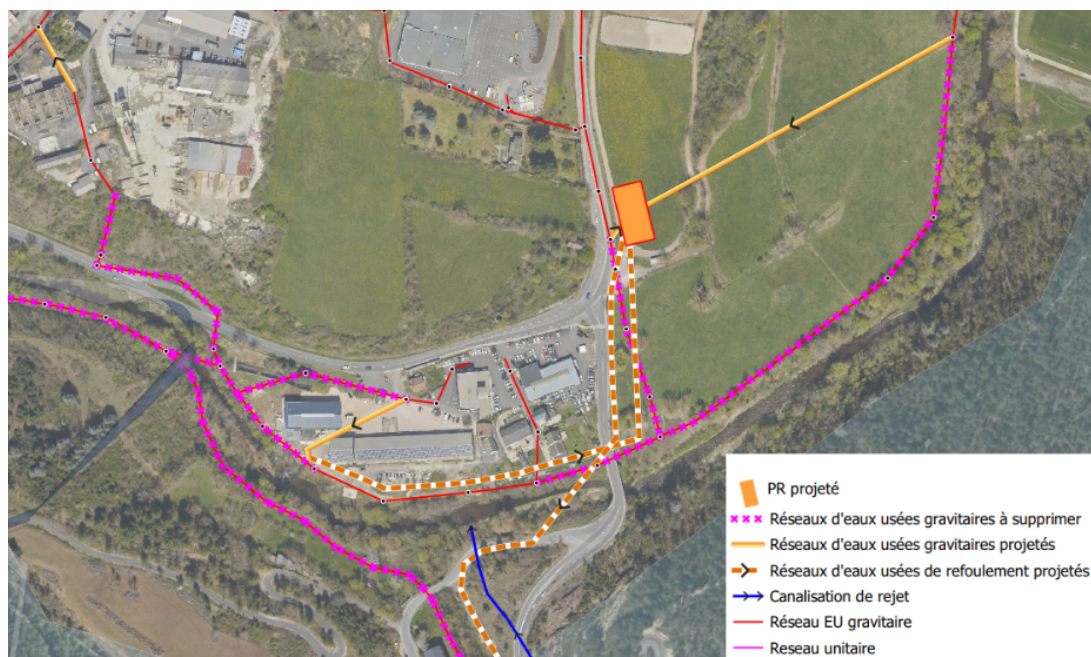 PR projeté
Réseaux d'eaux usées gravitaires à supprimer
Réseaux d'eaux usées gravitaires projetés
Réseaux d'eaux usées de refoulement projetés
Canalisation de rejet
Réseau EU gravitaire
Reseau unitaire